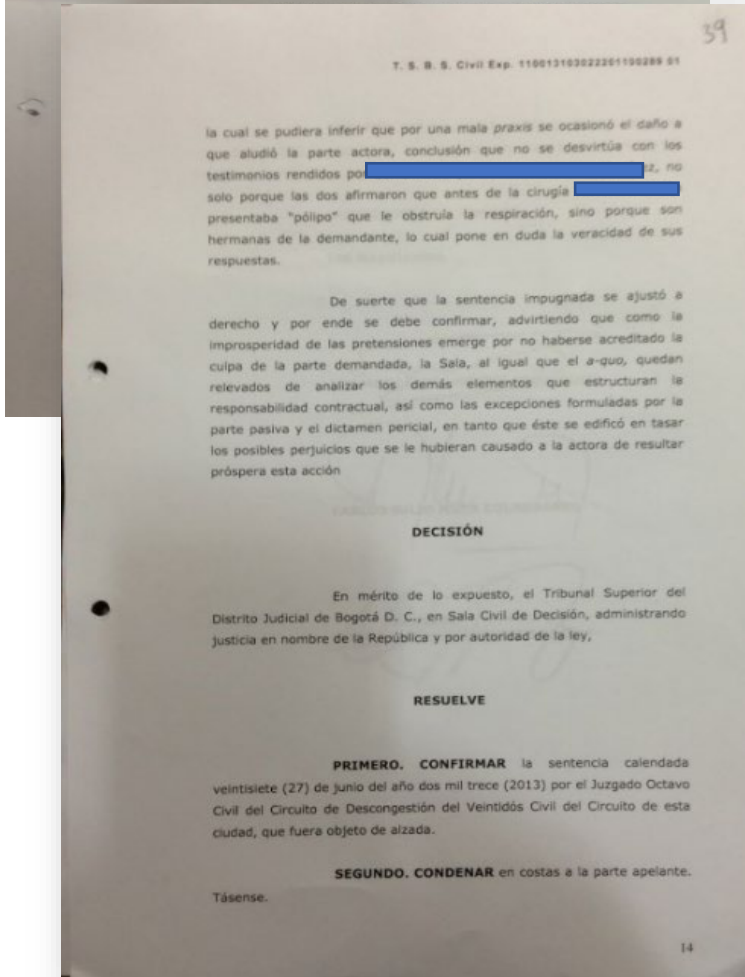 39
T. S. B. S. Civil Exp. 110013103022201100289 01
la cual se pudiera inferir que por una mala praxis se ocasionó el daño a
que aludió la parte actora, conclusión que no se desvirtúa con los
testimonios rendidos por ez, no
solo porque las dos afirmaron que antes de la cirugía
presentaba "pólipo" que le obstruía la respiración, sino porque son
hermanas de la demandante, lo cual pone en duda la veracidad de sus
respuestas.
De suerte que la sentencia impugnada se ajustó a
derecho y por ende se debe confirmar, advirtiendo que como la
improsperidad de las pretensiones emerge por no haberse acreditado la
culpa de la parte demandada, la Sala, al igual que el a-quo, quedan
relevados de analizar los demás elementos que estructuran la
responsabilidad contractual, así como las excepciones formuladas por la
parte pasiva y el dictamen pericial, en tanto que éste se edificó en tasar
los posibles perjuicios que se le hubieran causado a la actora de resultar
próspera esta acción
DECISIÓN
En mérito de lo expuesto, el Tribunal Superior del
Distrito Judicial de Bogotá D. C., en Sala Civil de Decisión, administrando
justicia en nombre de la República y por autoridad de la ley,
RESUELVE
PRIMERO. CONFIRMAR la sentencia calendada
veintisiete (27) de junio del año dos mil trece (2013) por el Juzgado Octavo
Civil del Circuito de Descongestión del Veintidós Civil del Circuito de esta
ciudad, que fuera objeto de alzada.
SEGUNDO. CONDENAR en costas a la parte apelante.
Tásense.
14